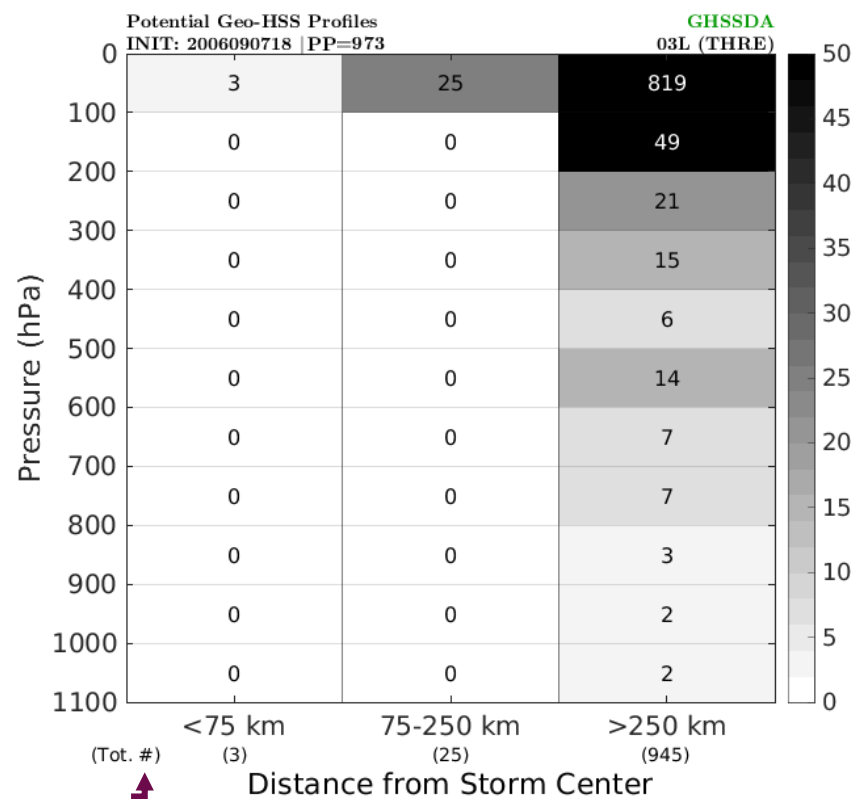 Potential Geo-HSS Profiles GHSSDA
INIT: 2006090718 | PP=973 03L (THRE)
0 50
3 25 819
100 45
0 0 49
200 40
0 0 21
300 35
0 0 15
400 30
0 0 6
500 25
0 0 14
600 20
0 0 7
700
0 0 7
800 15
0 0 3
900 10
0 0 2
1000 5
0 0 2
1100 0
Pressure (hPa)
<75 km 75-250 km >250 km
(Tot. #) (3) (25) (945)
Distance from Storm Center